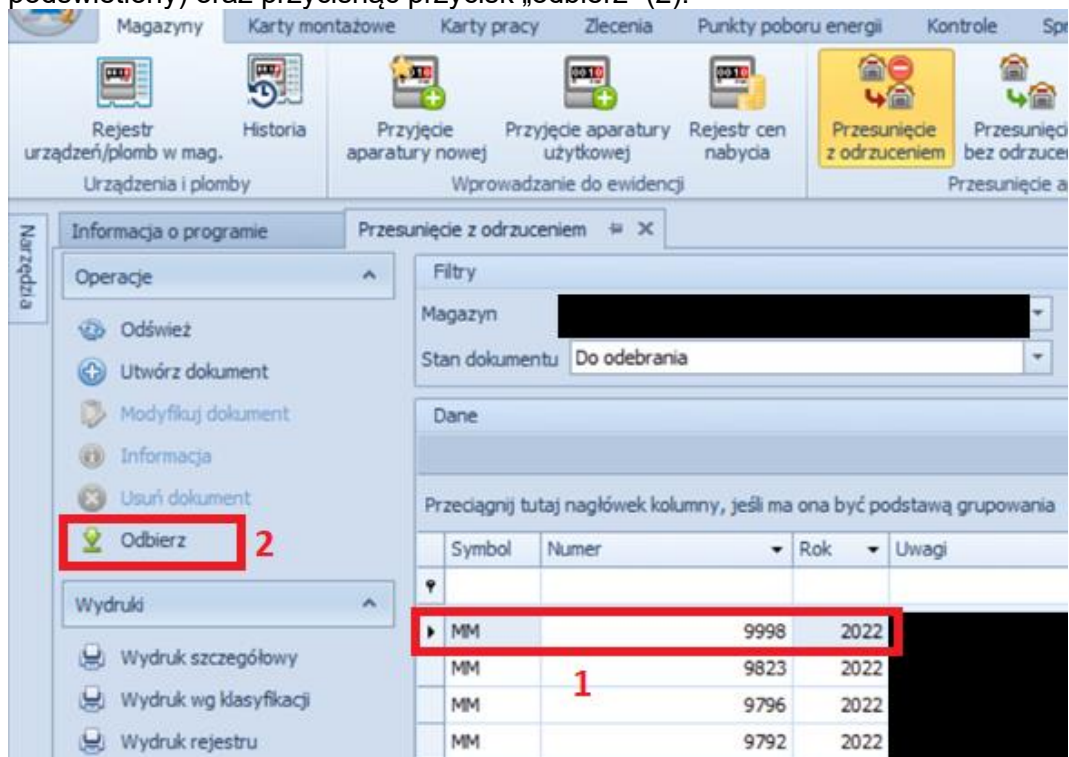 podświetlony) oraz przycisnąć przycisk „odbierz” (2).
Magazyny Karty montażowe Karty pracy Zlecenia Punkty poboru energii Kontrole
Rejestr urządzeń/plomb w mag.
Historia
Przyjęcie aparatury nowej
Przyjęcie aparatury użytkowej
Rejestr cen nabycia
Przesunięcie z odrzuceniem
bez
Urządzenia i plomby Wprowadzanie do ewidencji Przesunięcie
Narzędzia
Informacja o programie Przesunięcie z odrzuceniem
Operacje
Odśwież
Utwórz dokument
Modyfikuj dokument
Informacja
Usuń dokument
Odbierz 2
Wydruki
Wydruk szczegółowy
Wydruk wg klasyfikacji
Wydruk rejestru
Filtry
Magazyn
Stan dokumentu Do odebrania
Dane
Przeciągnij tutaj nagłówek kolumny, jeśli ma ona być podstawą grupowania
Symbol Numer Rok Uwagi
MM 9998 2022
1
MM 9823 2022
MM 9796 2022
MM 9792 2022